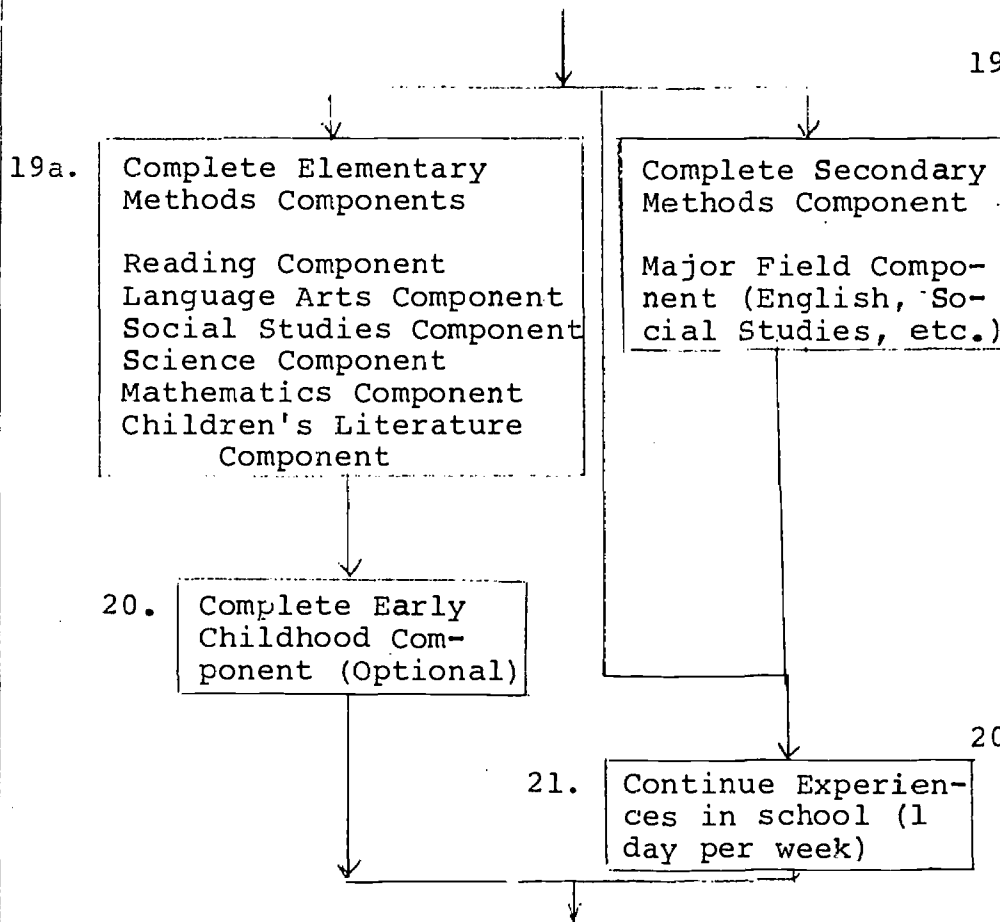 19
19a. Complete Elementary
Methods Components
Reading Component
Language Arts Component
Social Studies Component
Science Component
Mathematics Component
Children's Literature
Component
Complete Secondary
Methods Component
Major Field Compo-
nent (English, So-
cial Studies, etc.)
20. Complete Early
Childhood Com-
ponent (Optional)
20
21. Continue Experien-
ces in school (1
day per week)